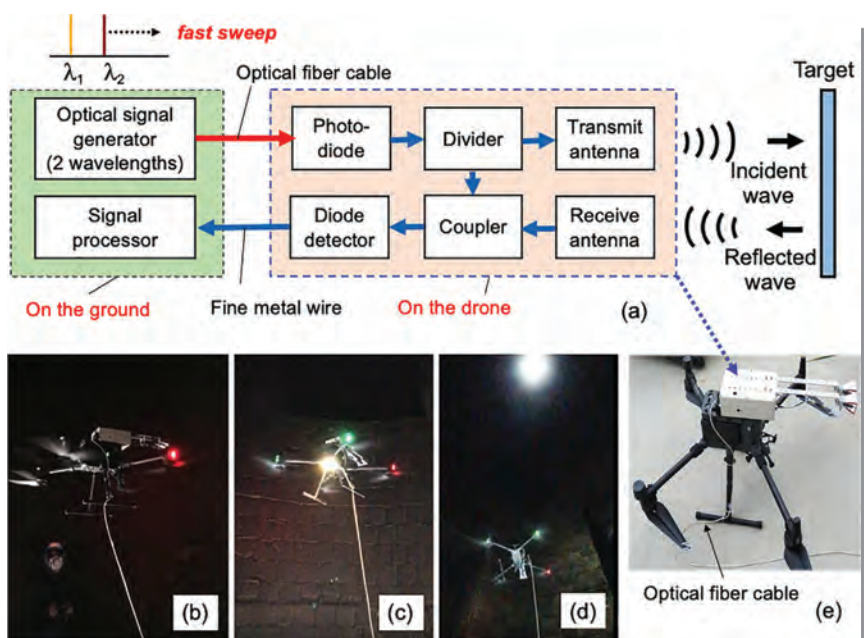 fast sweep
λ1 λ2
Optical fiber cable
Target
Optical signal
generator
(2 wavelengths)
Photo-
diode
Divider
Transmit
antenna
Incident
wave
Signal
processor
Diode
detector
Coupler
Receive
antenna
Reflected
wave
On the ground
Fine metal wire
On the drone
(a)
(b)
(c)
(d)
(e)
Optical fiber cable